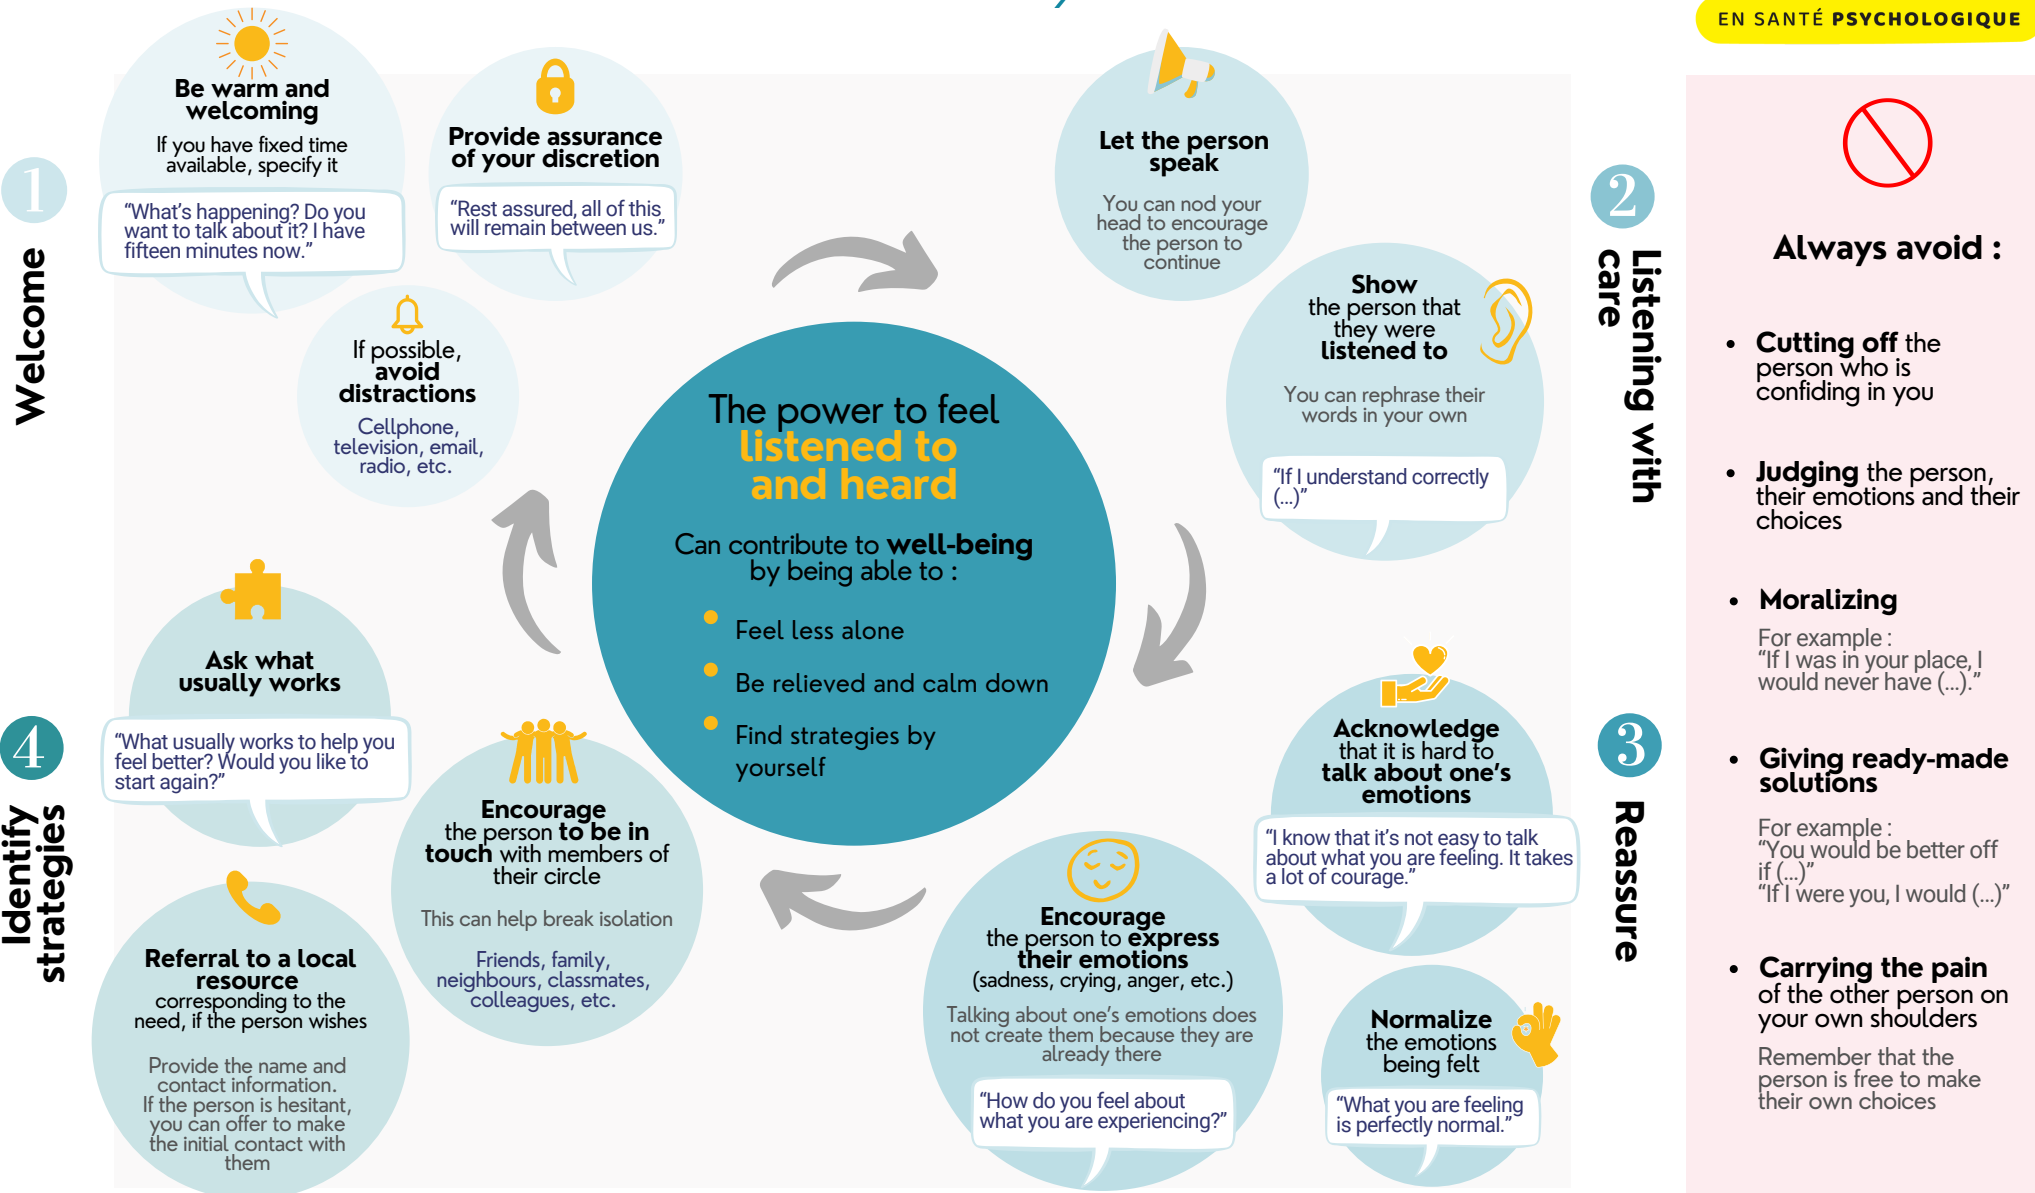 EN SANTÉ PSYCHOLOGIQUE
1
Welcome
Be warm and
welcoming
If you have fixed time
available, specify it
“What's happening? Do you
want to talk about it? I have
fifteen minutes now.”
Provide assurance
of your discretion
“Rest assured, all of this
will remain between us.”
If possible,
avoid
distractions
Cellphone,
television, email,
radio, etc.
2
Listening with
care
Let the person
speak
You can nod your
head to encourage
the person to
continue
Show
the person that
they were
listened to
You can rephrase their
words in your own
“If I understand correctly
(...)”
The power to feel
listened to
and heard
Can contribute to well-being
by being able to :
Feel less alone
Be relieved and calm down
Find strategies by
yourself
3
Reassure
Acknowledge
that it is hard to
talk about one's
emotions
“I know that it's not easy to talk
about what you are feeling. It takes
a lot of courage.”
Encourage
the person to express
their emotions
(sadness, crying, anger, etc.)
Talking about one's emotions does
not create them because they are
already there
“How do you feel about
what you are experiencing?”
Normalize
the emotions
being felt
“What you are feeling
is perfectly normal.”
4
Identify
strategies
Ask what
usually works
“What usually works to help you
feel better? Would you like to
start again?”
Encourage
the person to be in
touch with members of
their circle
This can help break isolation
Friends, family,
neighbours, classmates,
colleagues, etc.
Referral to a local
resource
corresponding to the
need, if the person wishes
Provide the name and
contact information.
If the person is hesitant,
you can offer to make
the initial contact with
them
Always avoid :
• Cutting off the
person who is
confiding in you
• Judging the person,
their emotions and their
choices
• Moralizing
For example :
“If I was in your place, I
would never have (...).”
• Giving ready-made
solutions
For example :
“You would be better off
if (...)”
“If I were you, I would (...)”
• Carrying the pain
of the other person on
your own shoulders
Remember that the
person is free to make
their own choices